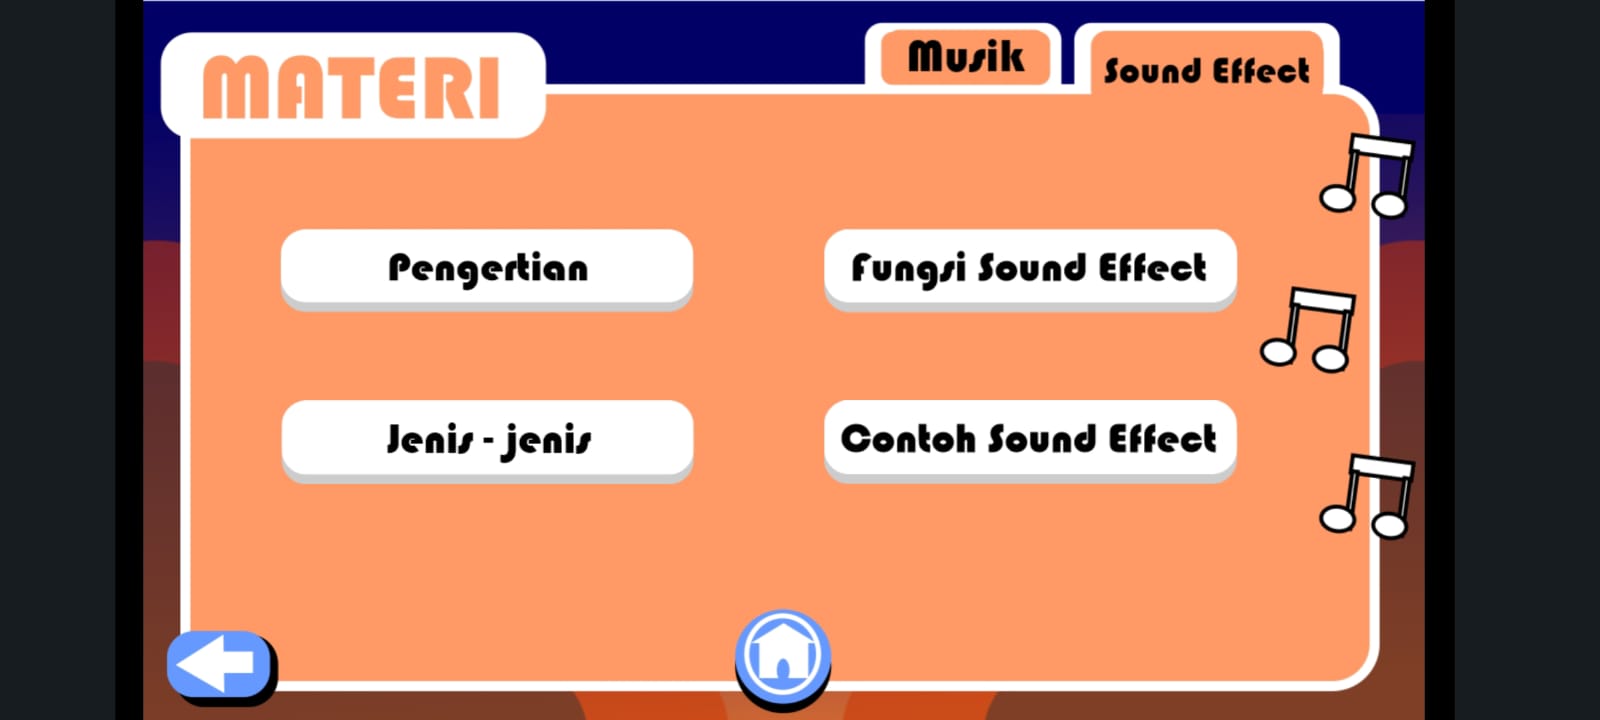 MATERI
Musik
Sound Effect
Pengertian
Fungsi Sound Effect
Jenis - jenis
Contoh Sound Effect